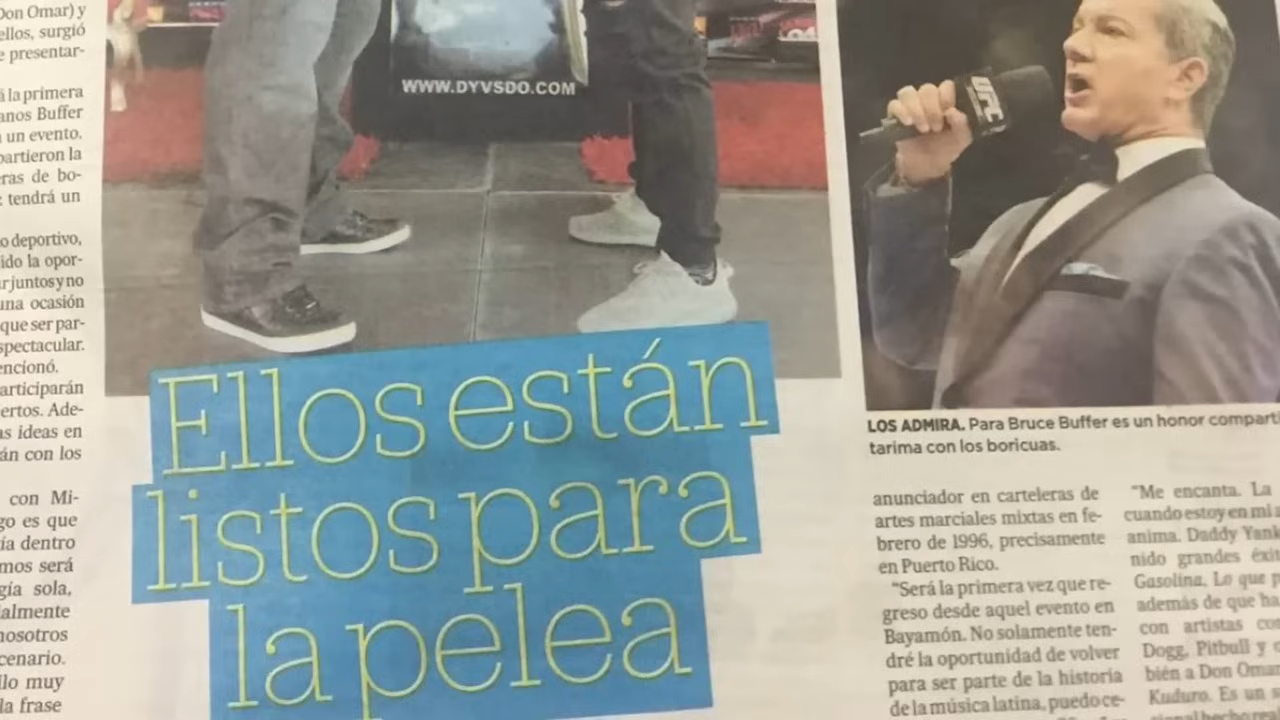 Don Omar) y
ellos, surgió
presentar-
la primera
anos Buffer
un evento.
partieron la
ras de bo-
tendrá un
o deportivo,
ido la opor-
r juntos y no
una ocasión
que ser par-
spectacular.
encionó.
articiparán
ertos. Ade-
as ideas en
án con los
con Mi-
go es que
ía dentro
mos será
gía sola,
ialmente
nosotros
cenario.
llo muy
la frase
WWW.DYVSDO.COM
Ellos están
listos para
la pelea
UFC
LOS ADMIRA. Para Bruce Buffer es un honor compart
tarima con los boricuas.
anunciador en carteleras de
artes marciales mixtas en fe-
brero de 1996, precisamente
en Puerto Rico.
"Será la primera vez que re-
greso desde aquel evento en
Bayamón. No solamente ten-
dré la oportunidad de volver
para ser parte de la historia
de la música latina, puedo ce-
"Me encanta. La
cuando estoy en mi
anima. Daddy Yank
nido grandes éxi
Gasolina. Lo que p
además de que ha
con artistas co
Dogg, Pitbull y
bién a Don Oma
Kuduro. Es un s